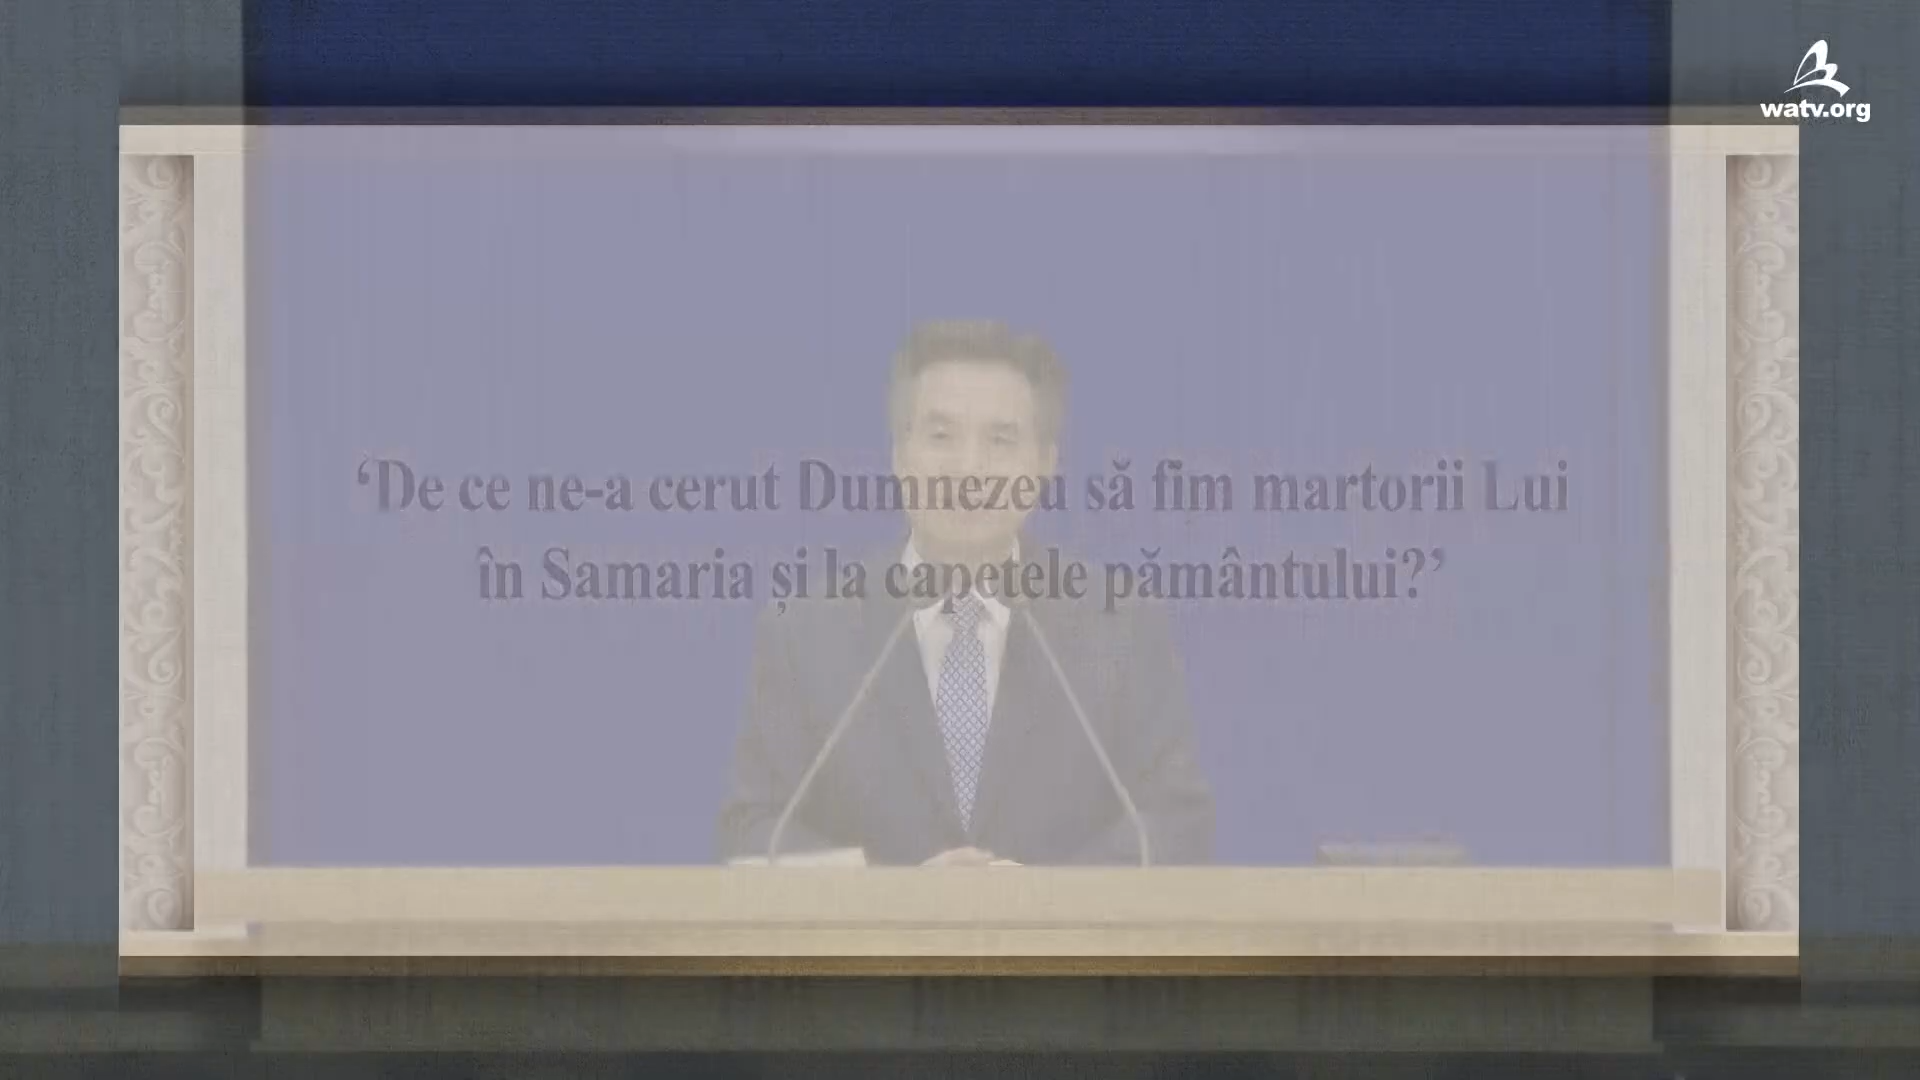 watv.org
‘De ce ne-a cerut Dumnezeu să fim martorii Lui
în Samaria și la capetele pământului?’